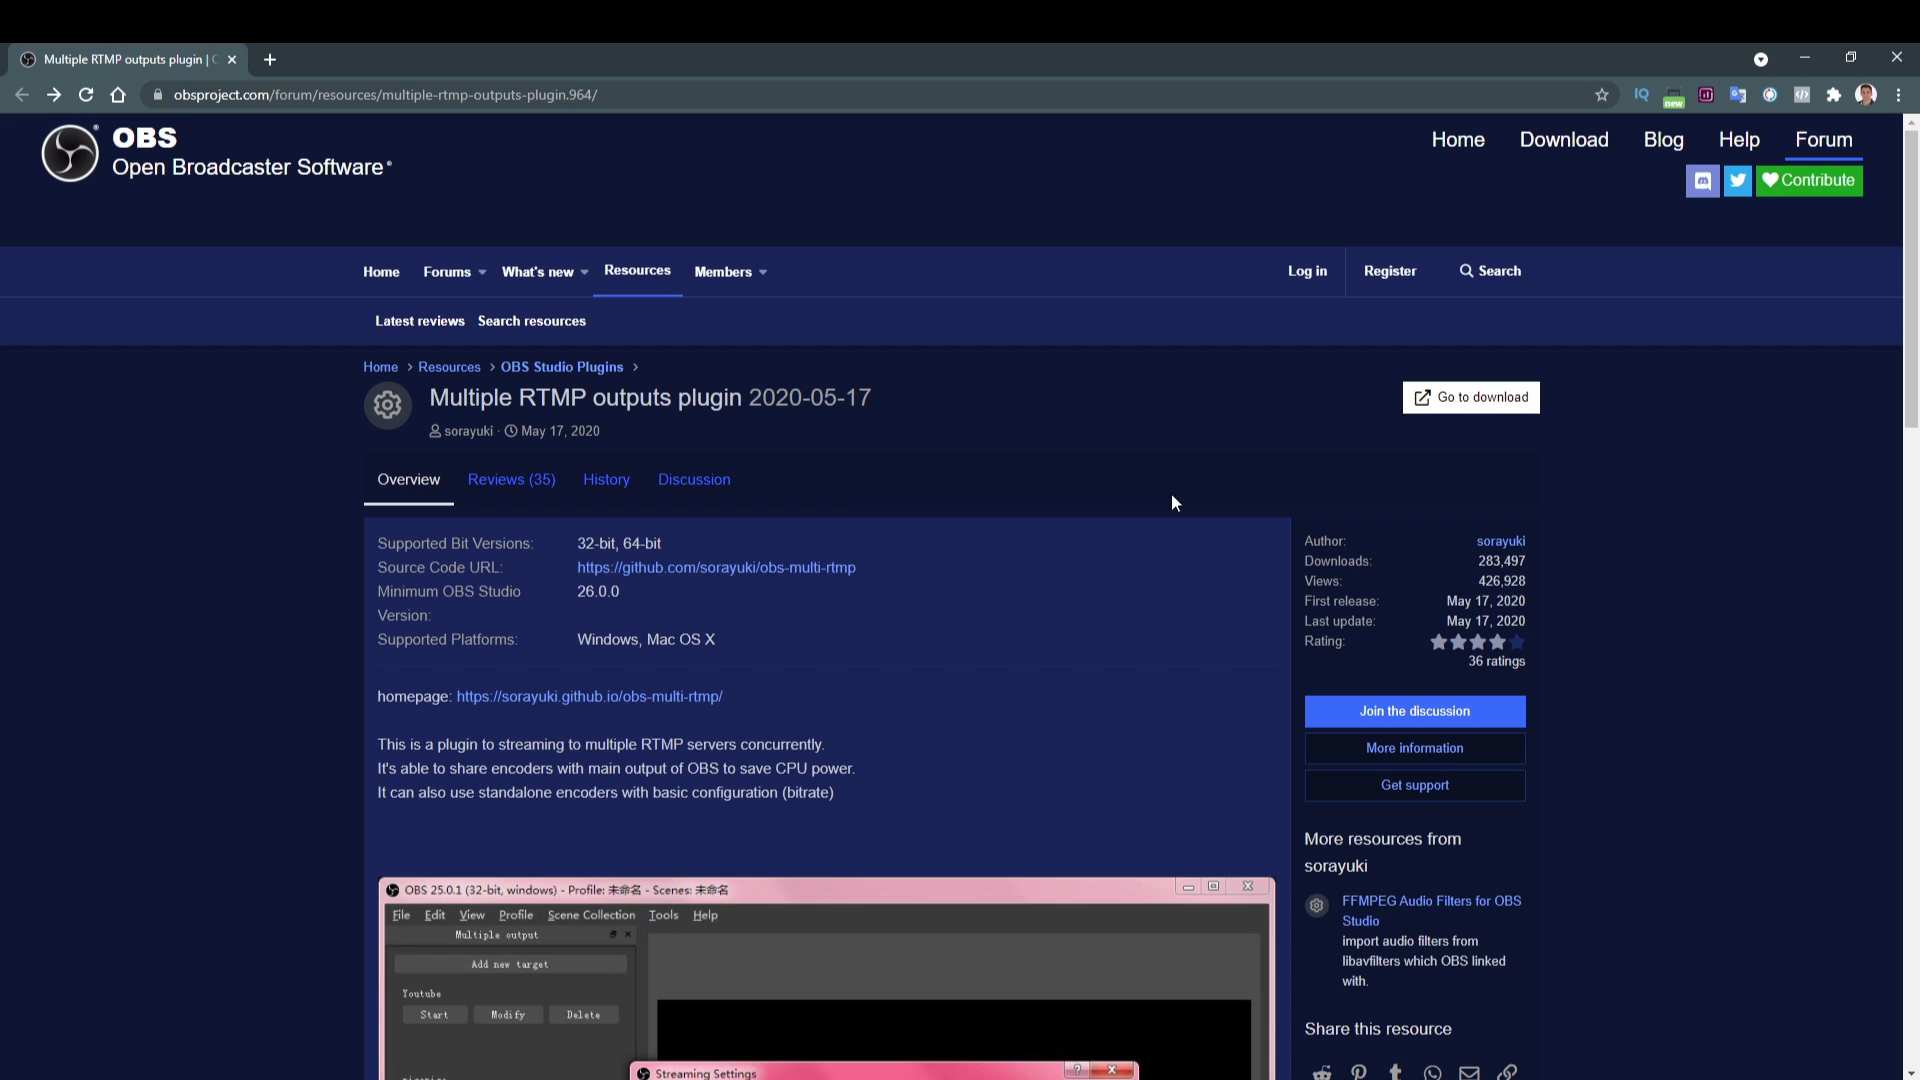 Multiple RTMP outputs plugin |
obsproject.com/forum/resources/multiple-rtmp-outputs-plugin.964/
IQ
new
OBS
Open Broadcaster Software
Home Download Blog Help Forum
Contribute
Home Forums What's new Resources Members Log in Register Search
Latest reviews Search resources
Home > Resources > OBS Studio Plugins >
Multiple RTMP outputs plugin 2020-05-17
Go to download
sorayuki · May 17, 2020
Overview Reviews (35) History Discussion
Supported Bit Versions: 32-bit, 64-bit
Source Code URL: https://github.com/sorayuki/obs-multi-rtmp
Minimum OBS Studio 26.0.0
Version:
Supported Platforms: Windows, Mac OS X
homepage: https://sorayuki.github.io/obs-multi-rtmp/
This is a plugin to streaming to multiple RTMP servers concurrently.
It's able to share encoders with main output of OBS to save CPU power.
It can also use standalone encoders with basic configuration (bitrate)
OBS 25.0.1 (32-bit, windows) - Profile: 未命名 - Scenes: 未命名
File Edit View Profile Scene Collection Tools Help
Multiple output
Add new target
Youtube
Start Modify Delete
Streaming Settings
Author: sorayuki
Downloads: 283,497
Views: 426,928
First release: May 17, 2020
Last update: May 17, 2020
Rating:
36 ratings
Join the discussion
More information
Get support
More resources from
sorayuki
FFMPEG Audio Filters for OBS
Studio
import audio filters from
libavfilters which OBS linked
with.
Share this resource